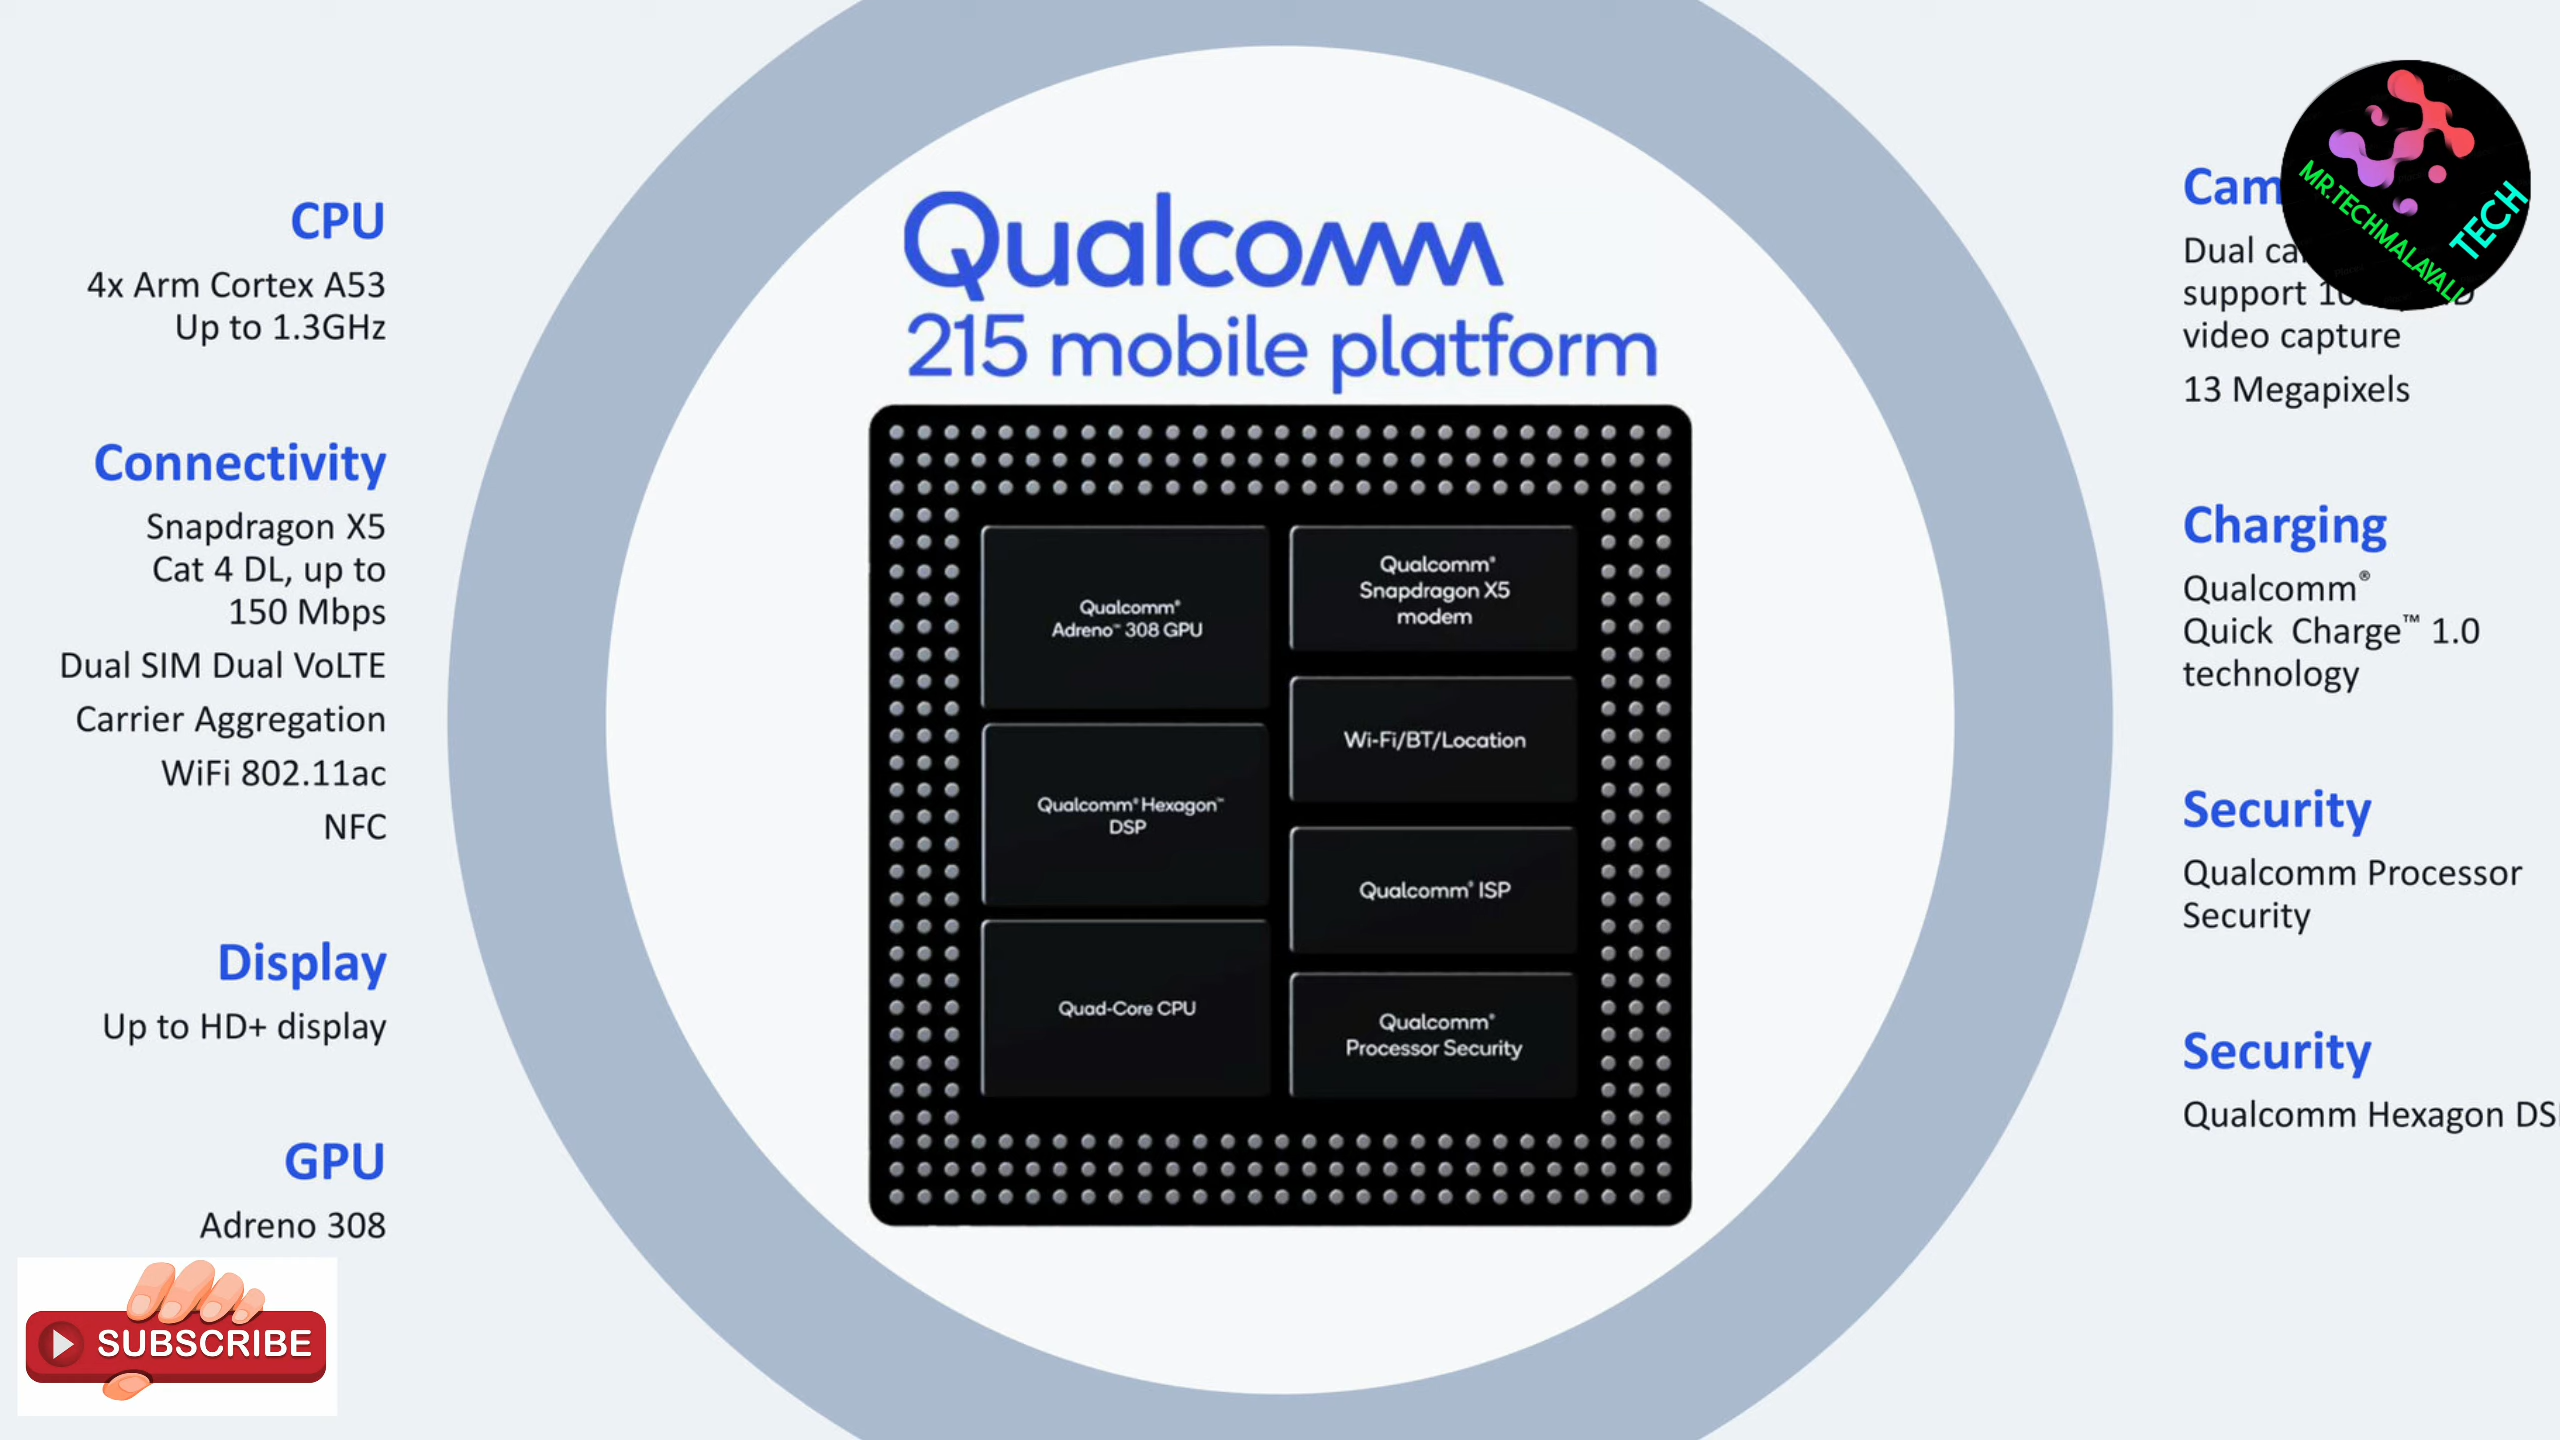 CPU
4x Arm Cortex A53
Up to 1.3GHz
Connectivity
Snapdragon X5
Cat 4 DL, up to
150 Mbps
Dual SIM Dual VoLTE
Carrier Aggregation
WiFi 802.11ac
NFC
Display
Up to HD+ display
GPU
Adreno 308
SUBSCRIBE
Qualcomm
215 mobile platform
Qualcomm®
Adreno™ 308 GPU
Qualcomm® Hexagon™
DSP
Quad-Core CPU
Qualcomm®
Snapdragon X5
modem
Wi-Fi/BT/Location
Qualcomm® ISP
Qualcomm®
Processor Security
MR.TECHMALAYALI
TECH
Dual
support
video capture
13 Megapixels
Charging
Qualcomm®
Quick Charge™ 1.0
technology
Security
Qualcomm Processor
Security
Security
Qualcomm Hexagon